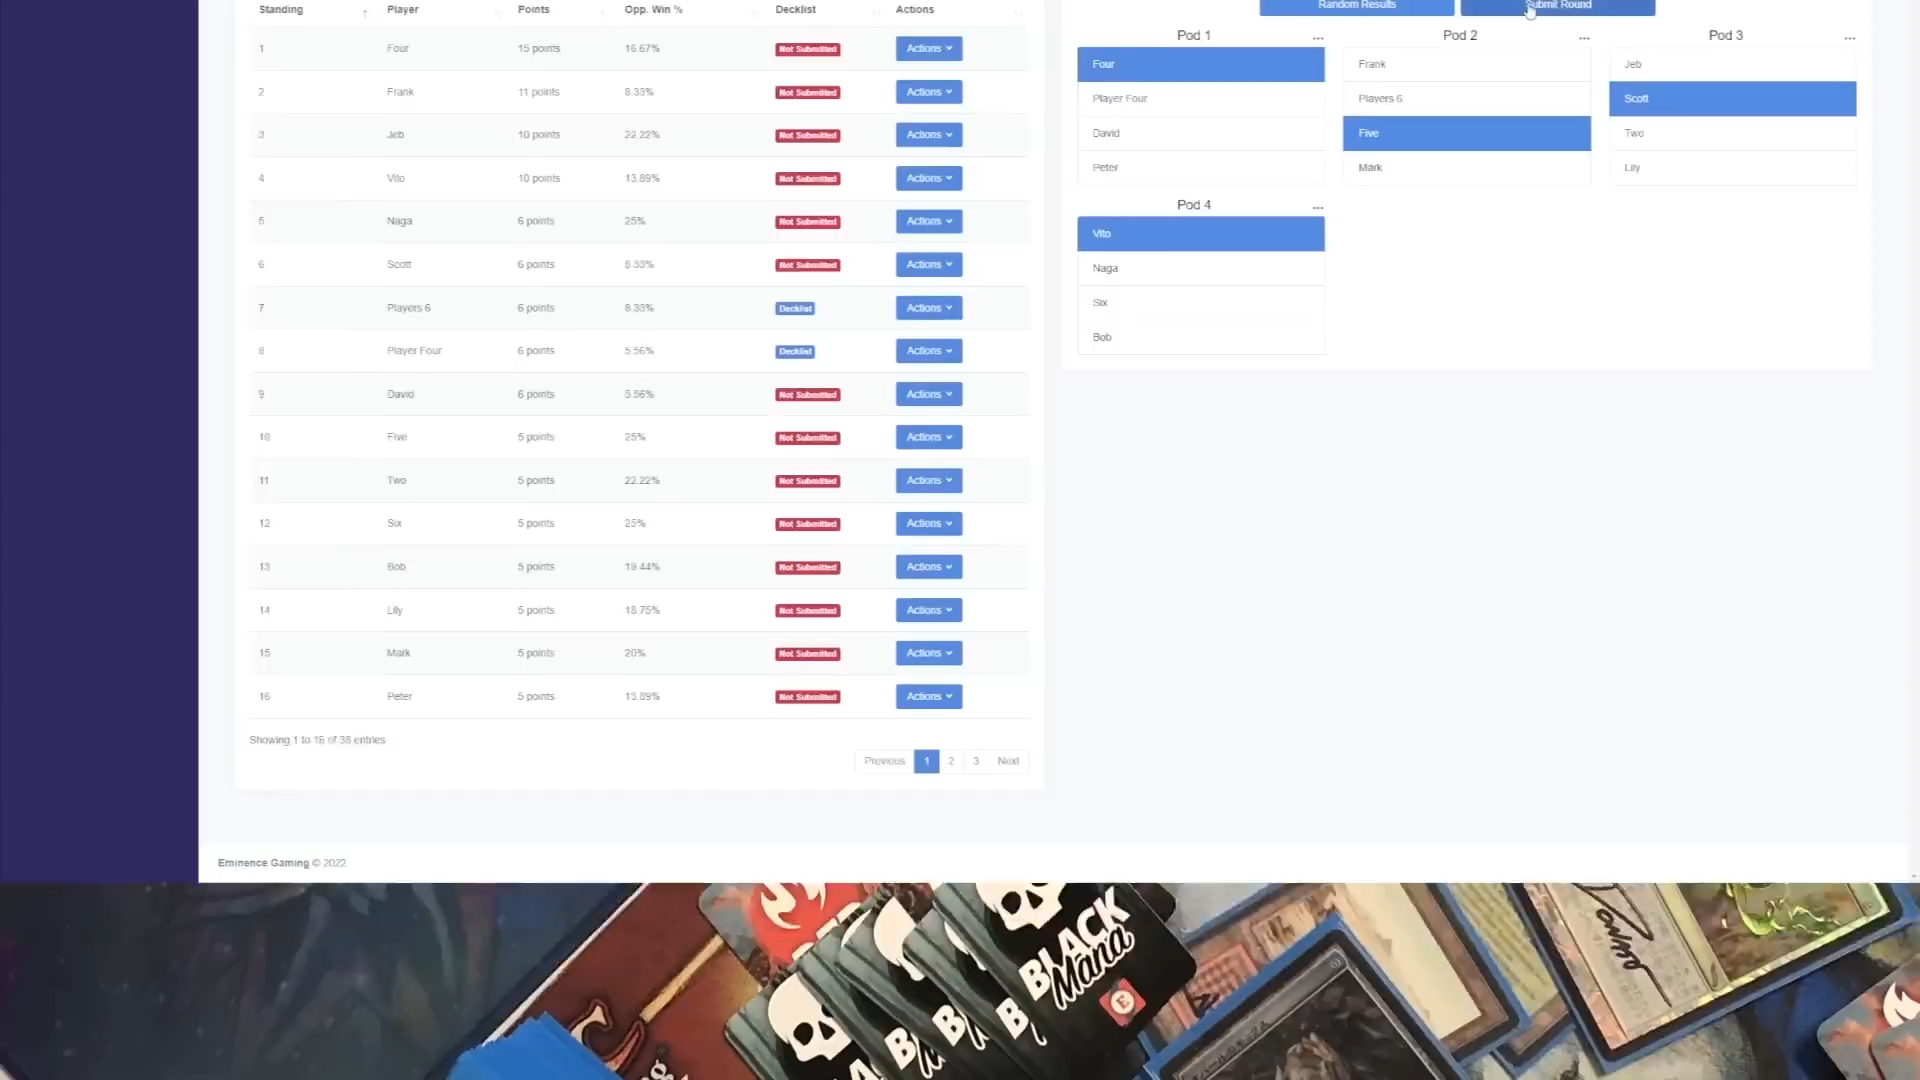 Standing Player Points Opp. Win % Decklist Actions
1 Four 15 points 16.67% Not Submitted Actions
2 Frank 11 points 8.33% Not Submitted Actions
3 Jeb 10 points 22.22% Not Submitted Actions
4 Vito 10 points 13.89% Not Submitted Actions
5 Naga 6 points 25% Not Submitted Actions
6 Scott 6 points 8.33% Not Submitted Actions
7 Players 6 6 points 8.33% Decklist Actions
8 Player Four 6 points 5.56% Decklist Actions
9 David 6 points 5.56% Not Submitted Actions
10 Five 5 points 25% Not Submitted Actions
11 Two 5 points 22.22% Not Submitted Actions
12 Six 5 points 25% Not Submitted Actions
13 Bob 5 points 19.44% Not Submitted Actions
14 Lily 5 points 18.75% Not Submitted Actions
15 Mark 5 points 20% Not Submitted Actions
16 Peter 5 points 13.89% Not Submitted Actions
Showing 1 to 16 of 38 entries
Previous 1 2 3 Next
Random Results Submit Round
Pod 1 ...
Four
Player Four
David
Peter
Pod 2 ...
Frank
Players 6
Five
Mark
Pod 3 ...
Jeb
Scott
Two
Lily
Pod 4 ...
Vito
Naga
Six
Bob
Eminence Gaming © 2022
BLACK
Mana
E